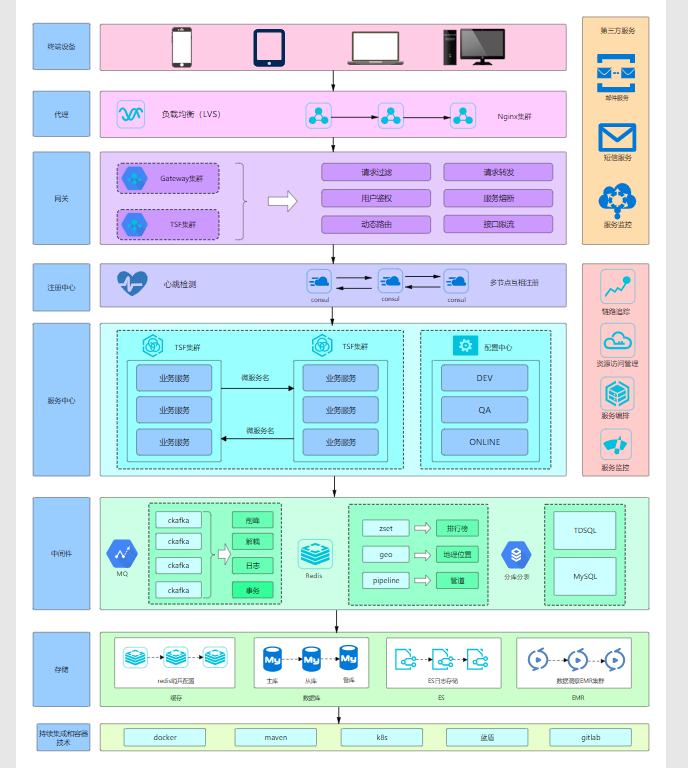 终端设备
第三方服务
邮件服务
短信服务
服务监控
代理
负载均衡（LVS）
Nginx集群
网关
Gateway集群
TSF集群
请求过滤
请求转发
用户鉴权
服务熔断
动态路由
接口限流
注册中心
心跳检测
consul
consul
consul
多节点互相注册
链路追踪
资源访问管理
服务编排
服务监控
服务中心
TSF集群
TSF集群
配置中心
业务服务
微服务名
业务服务
DEV
业务服务
业务服务
QA
业务服务
微服务名
业务服务
ONLINE
中间件
MQ
ckafka
削峰
ckafka
解耦
ckafka
日志
ckafka
事务
Redis
zset
排行榜
geo
地理位置
pipeline
管道
分库分表
TDSQL
MySQL
存储
redis哨兵配置
缓存
My
主库
My
从库
My
备库
数据库
ES日志存储
ES
数据湖仓EMR集群
EMR
持续集成和容器
技术
docker
maven
k8s
蓝盾
gitlab